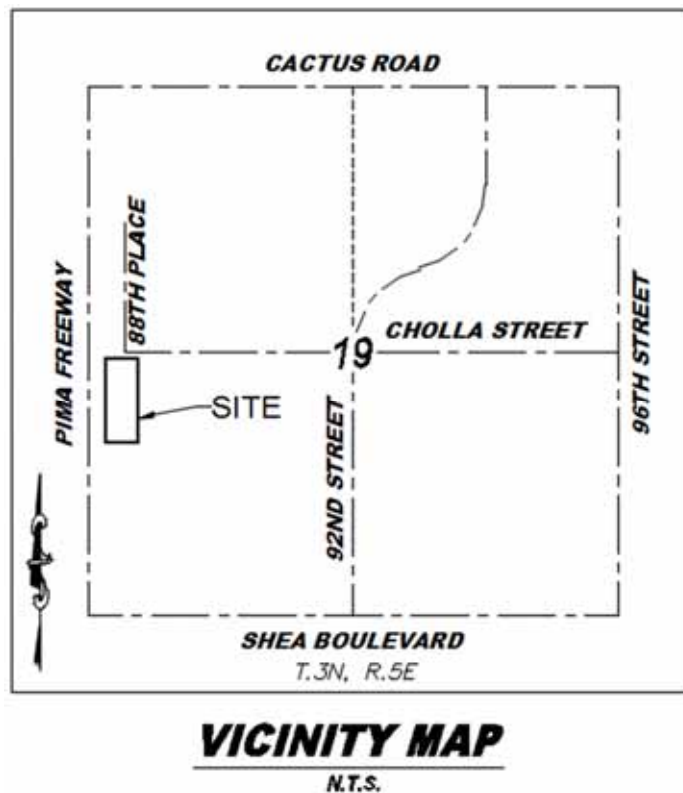 CACTUS ROAD
88TH PLACE
PIMA FREEWAY
CHOLLA STREET
19
96TH STREET
SITE
92ND STREET
SHEA BOULEVARD
T.3N, R.5E
VICINITY MAP
N.T.S.